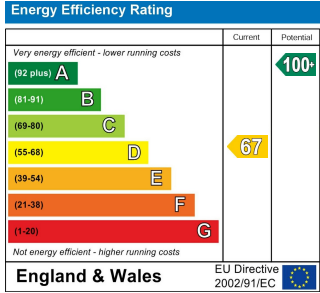 Energy Efficiency Rating
Current Potential
Very energy efficient - lower running costs
(92 plus) A
(81-91) B
(69-80) C
(55-68) D
(39-54) E
(21-38) F
(1-20) G
100+
67
Not energy efficient - higher running costs
England & Wales
EU Directive
2002/91/EC